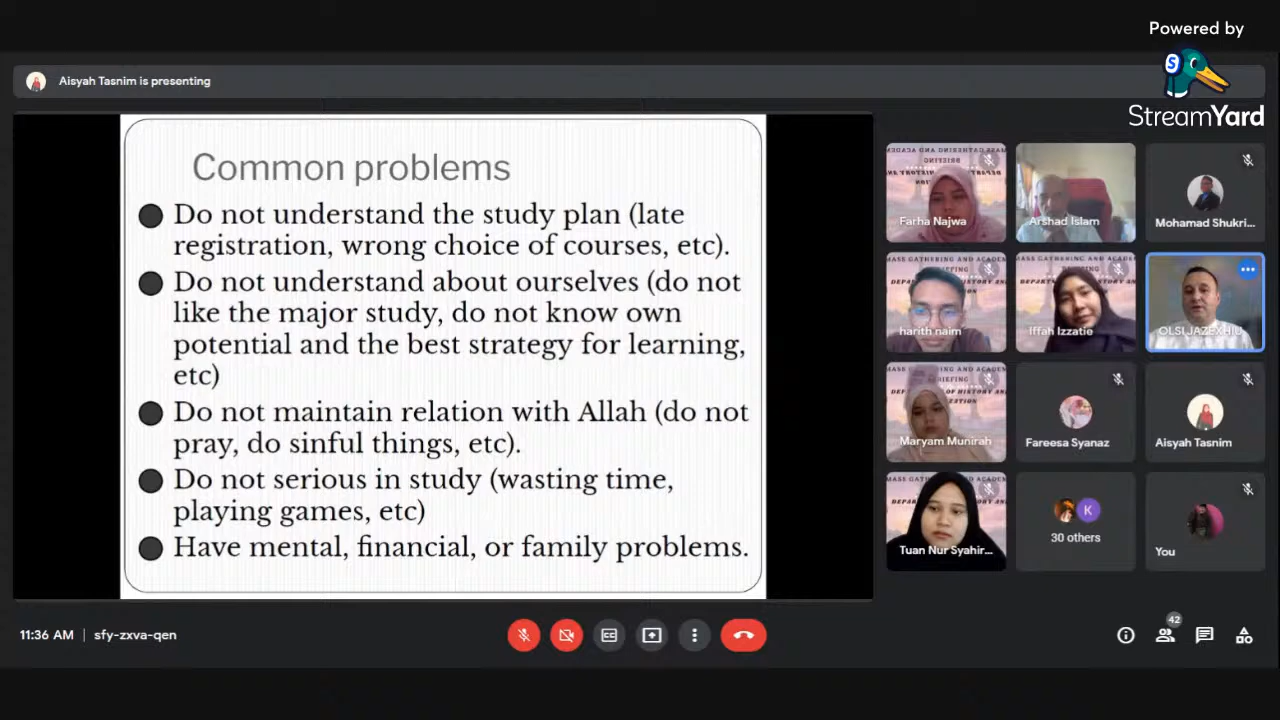 Powered by
StreamYard
Aisyah Tasnim is presenting
Common problems
Do not understand the study plan (late
registration, wrong choice of courses, etc).
Do not understand about ourselves (do not
like the major study, do not know own
potential and the best strategy for learning,
etc)
Do not maintain relation with Allah (do not
pray, do sinful things, etc).
Do not serious in study (wasting time,
playing games, etc)
Have mental, financial, or family problems.
Farha Najwa
Arshad Islam
Mohamad Shukri...
harith naim
Iffah Izzatie
OLSI JAZEXHIU
Maryam Munirah
Fareesa Syanaz
Aisyah Tasnim
Tuan Nur Syahir...
K
30 others
You
11:36 AM | sfy-zxva-qen
42